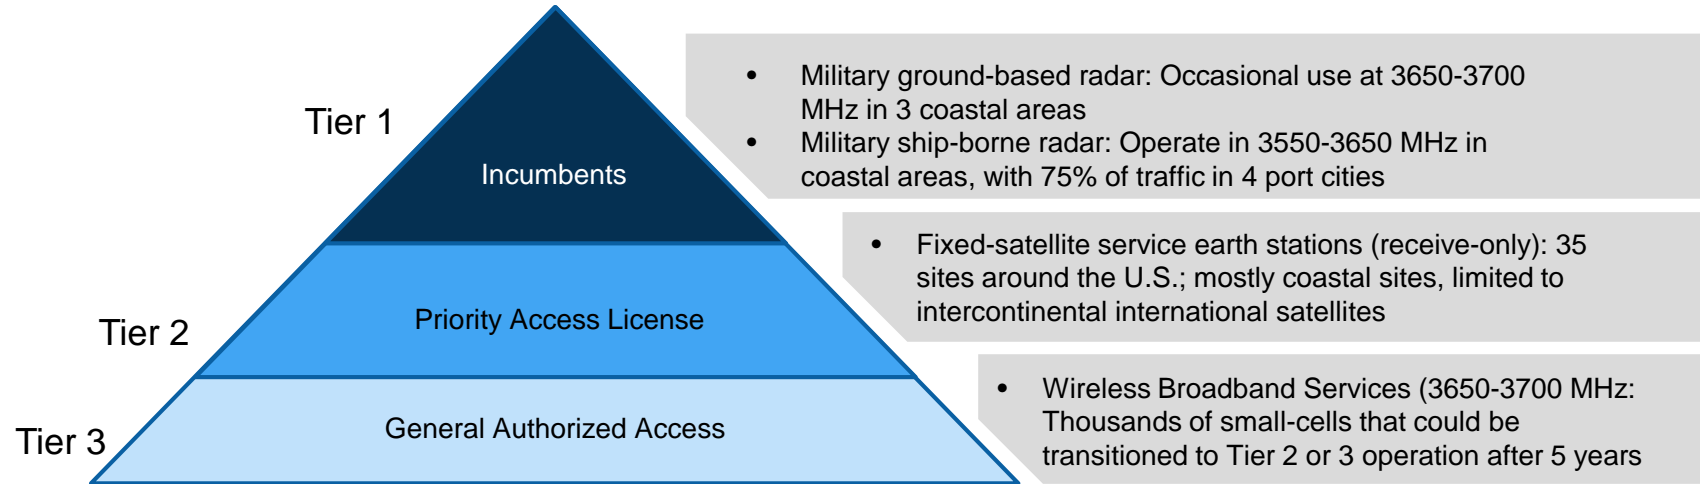 Tier 1
Incumbents
• Military ground-based radar: Occasional use at 3650-3700
MHz in 3 coastal areas
• Military ship-borne radar: Operate in 3550-3650 MHz in
coastal areas, with 75% of traffic in 4 port cities
Tier 2
Priority Access License
• Fixed-satellite service earth stations (receive-only): 35
sites around the U.S.; mostly coastal sites, limited to
intercontinental international satellites
Tier 3
General Authorized Access
• Wireless Broadband Services (3650-3700 MHz:
Thousands of small-cells that could be
transitioned to Tier 2 or 3 operation after 5 years